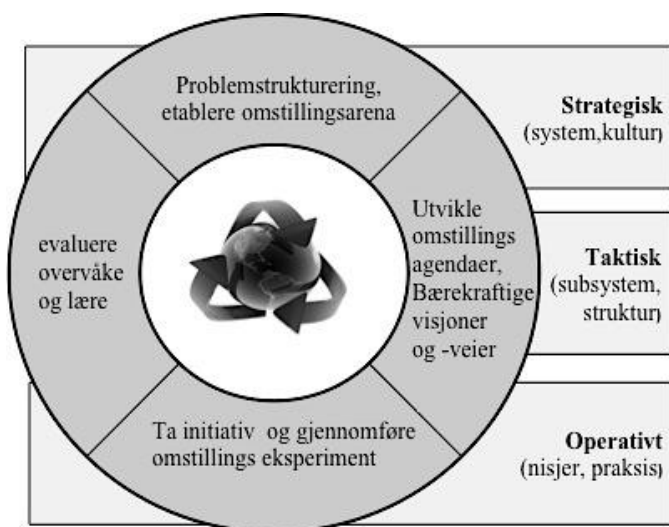 Problemstrukturering,
etablere omstillingsarena
Strategisk
(system,kultur)
Utvikle
omstillings
agendaer,
Bærekraftige
visjoner
og -veier
evaluere
overvåke
og lære
Taktisk
(subsystem,
struktur)
Ta initiativ og gjennomføre
omstillings eksperiment
Operativt
(nisjer, praksis)